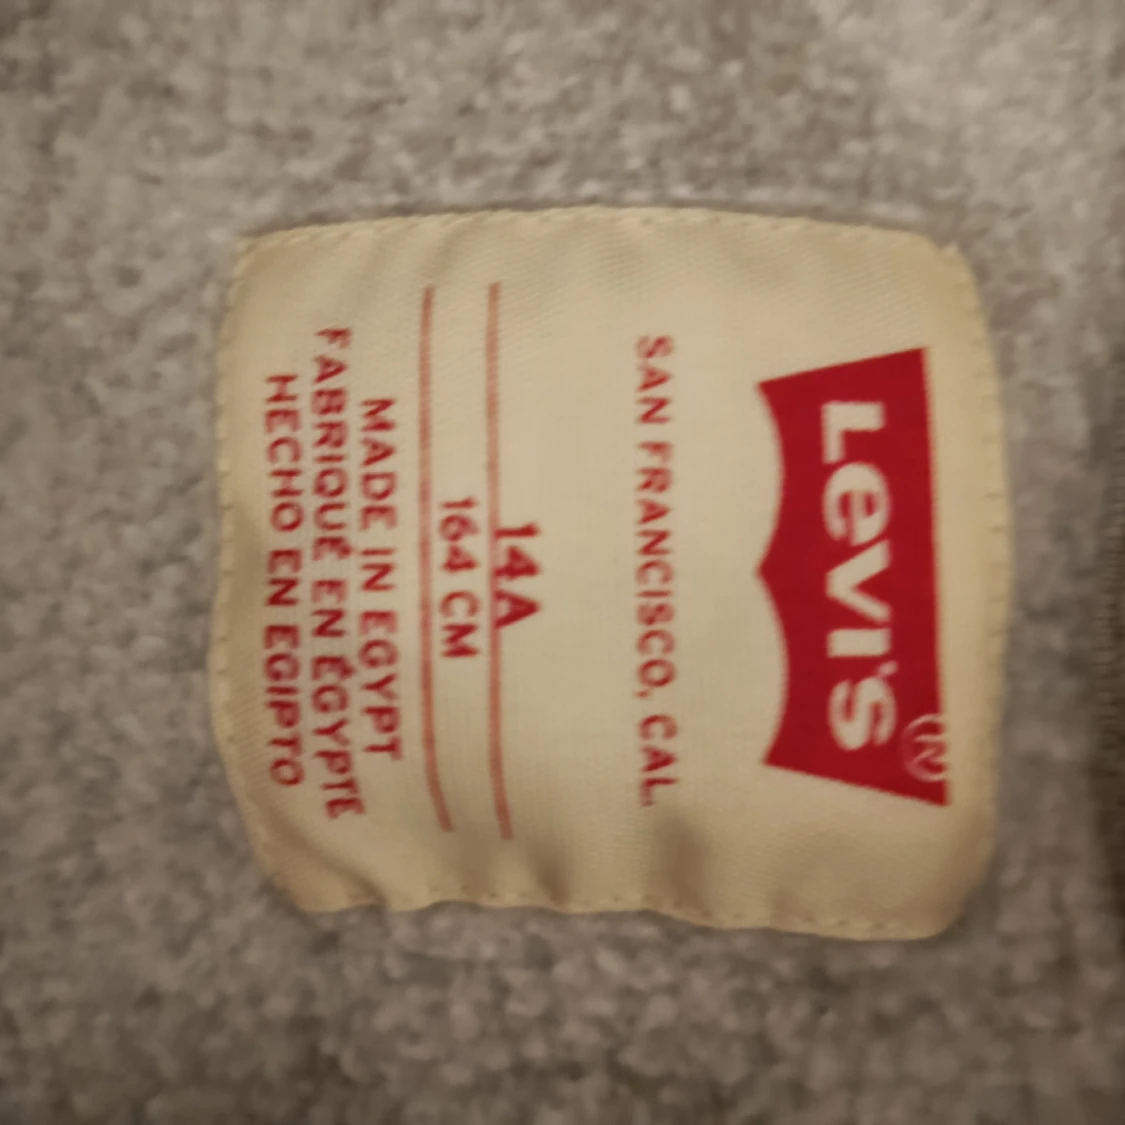 Levi's®
SAN FRANCISCO, CAL.
14A
164 CM
MADE IN EGYPT
FABRIQUÉ EN ÉGYPTE
HECHO EN EGIPTO